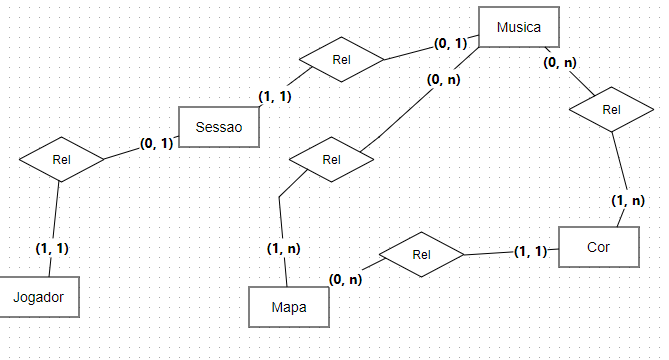 Musica
Rel
(0, 1)
(0, n)
(0, n)
(1, 1)
Rel
Sessao
(0, 1)
Rel
Rel
(1, n)
(1, 1)
(1, n)
Rel
(1, 1)
Cor
(0, n)
Jogador
Mapa